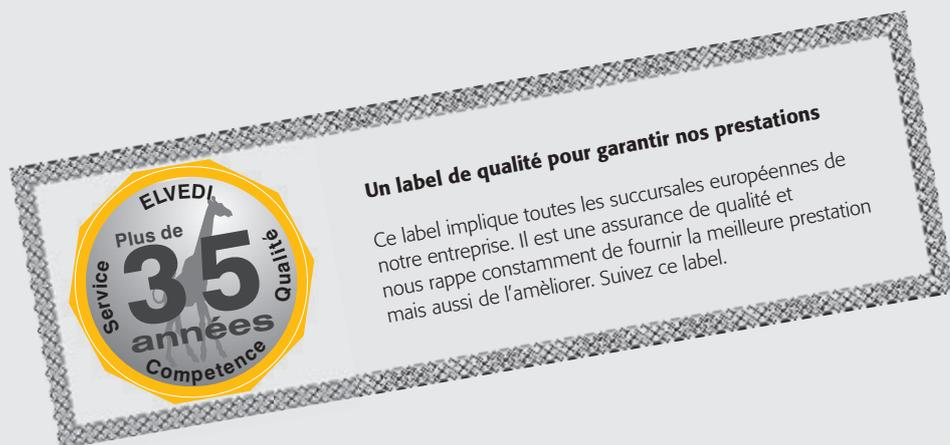 ELVEDI
Plus de
35
années
Service
Qualité
Competence
Un label de qualité pour garantir nos prestations
Ce label implique toutes les succursales européennes de
notre entreprise. Il est une assurance de qualité et
nous rappe constamment de fournir la meilleure prestation
mais aussi de l'amèliorer. Suivez ce label.